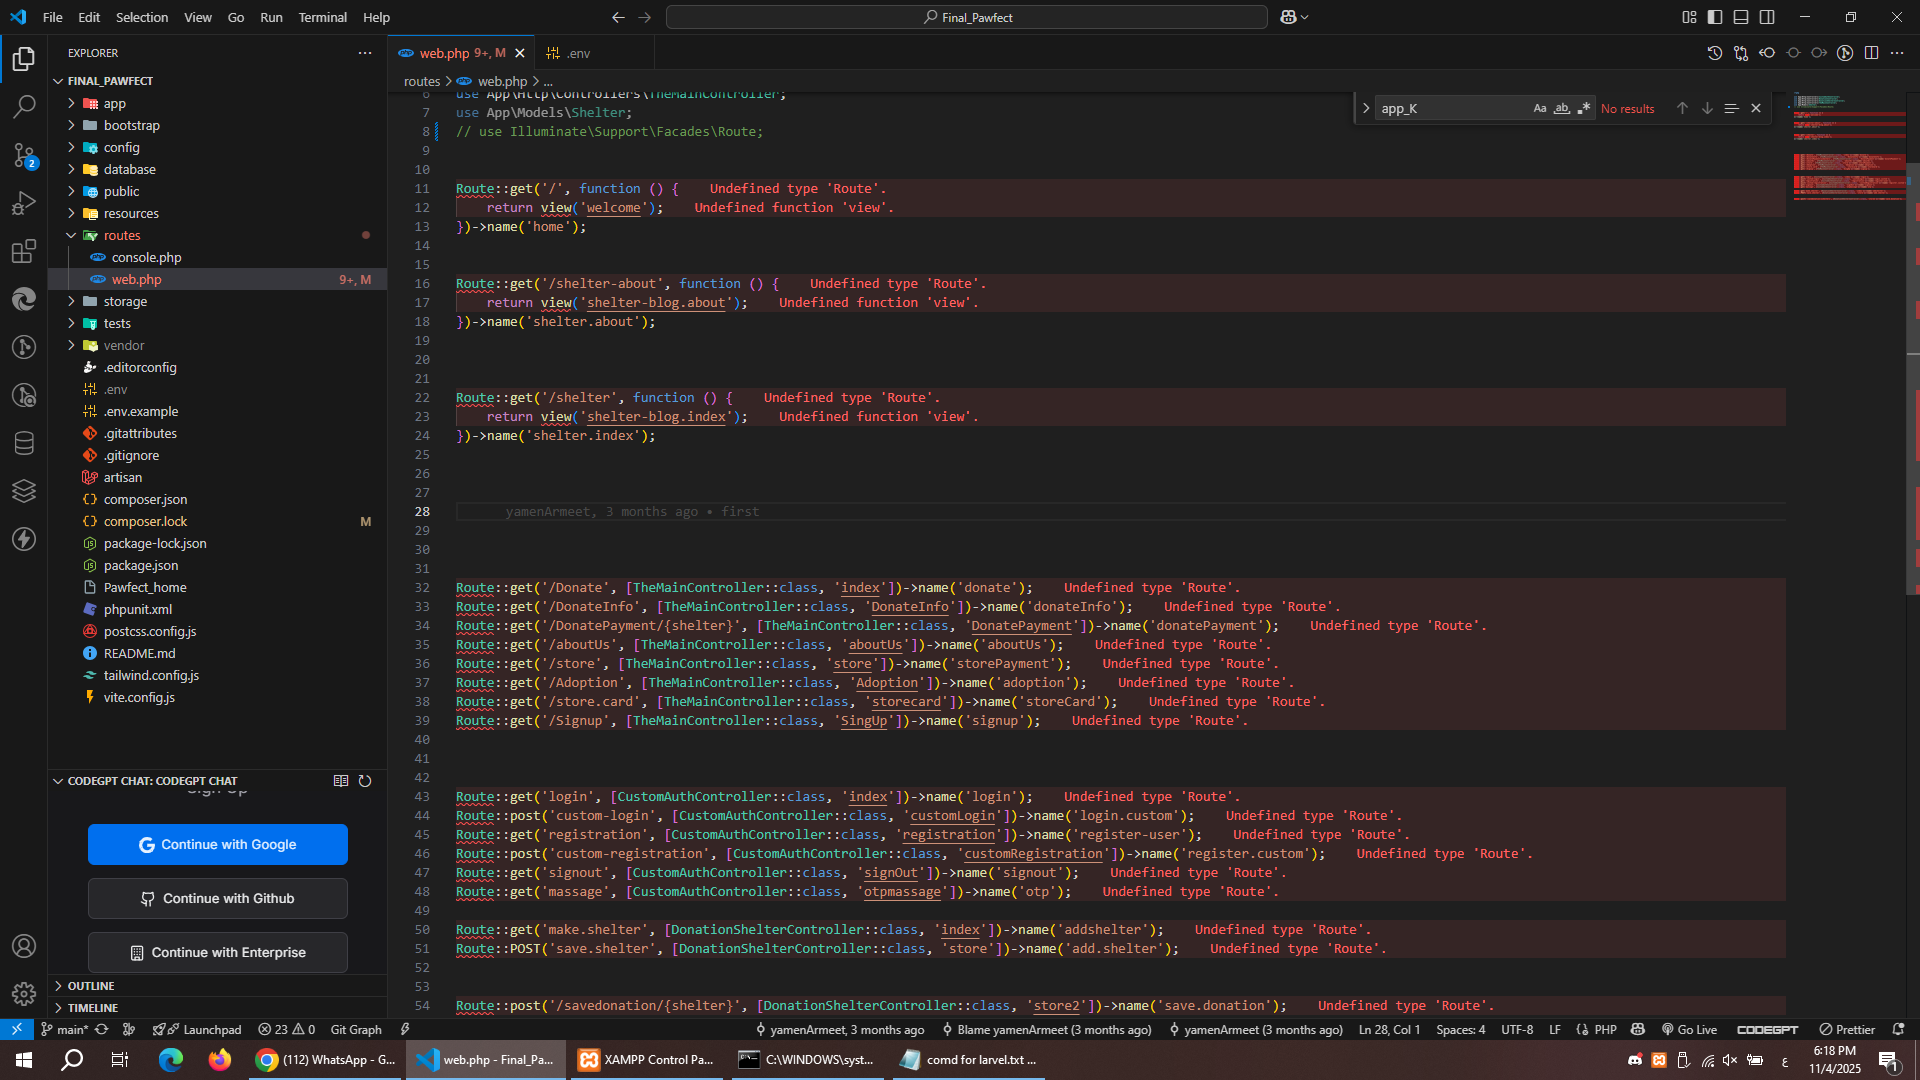 File Edit Selection View Go Run Terminal Help
Final_Pawfect
EXPLORER
FINAL_PAWFECT
app
bootstrap
config
database
public
resources
routes
console.php
web.php 9+, M
storage
tests
vendor
.editorconfig
.env
.env.example
.gitattributes
.gitignore
artisan
composer.json
composer.lock M
package-lock.json
package.json
Pawfect_home
phpunit.xml
postcss.config.js
README.md
tailwind.config.js
vite.config.js
CODEGPT CHAT: CODEGPT CHAT
Sign Up
Continue with Google
Continue with Github
Continue with Enterprise
OUTLINE
TIMELINE
2
web.php 9+, M
.env
routes > web.php > ...
app_K
Aa ab .*
No results
6 use App\Http\Controllers\TheMainController;
7 use App\Models\Shelter;
8 // use Illuminate\Support\Facades\Route;
9
10
11 Route::get('/', function () { Undefined type 'Route'.
12 return view('welcome'); Undefined function 'view'.
13 })->name('home');
14
15
16 Route::get('/shelter-about', function () { Undefined type 'Route'.
17 return view('shelter-blog.about'); Undefined function 'view'.
18 })->name('shelter.about');
19
20
21
22 Route::get('/shelter', function () { Undefined type 'Route'.
23 return view('shelter-blog.index'); Undefined function 'view'.
24 })->name('shelter.index');
25
26
27
28 yamenArmeet, 3 months ago • first
29
30
31
32 Route::get('/Donate', [TheMainController::class, 'index'])->name('donate'); Undefined type 'Route'.
33 Route::get('/DonateInfo', [TheMainController::class, 'DonateInfo'])->name('donateInfo'); Undefined type 'Route'.
34 Route::get('/DonatePayment/{shelter}', [TheMainController::class, 'DonatePayment'])->name('donatePayment'); Undefined type 'Route'.
35 Route::get('/aboutUs', [TheMainController::class, 'aboutUs'])->name('aboutUs'); Undefined type 'Route'.
36 Route::get('/store', [TheMainController::class, 'store'])->name('storePayment'); Undefined type 'Route'.
37 Route::get('/Adoption', [TheMainController::class, 'Adoption'])->name('adoption'); Undefined type 'Route'.
38 Route::get('/store.card', [TheMainController::class, 'storecard'])->name('storeCard'); Undefined type 'Route'.
39 Route::get('/Signup', [TheMainController::class, 'SingUp'])->name('signup'); Undefined type 'Route'.
40
41
42
43 Route::get('login', [CustomAuthController::class, 'index'])->name('login'); Undefined type 'Route'.
44 Route::post('custom-login', [CustomAuthController::class, 'customLogin'])->name('login.custom'); Undefined type 'Route'.
45 Route::get('registration', [CustomAuthController::class, 'registration'])->name('register-user'); Undefined type 'Route'.
46 Route::post('custom-registration', [CustomAuthController::class, 'customRegistration'])->name('register.custom'); Undefined type 'Route'.
47 Route::get('signout', [CustomAuthController::class, 'signOut'])->name('signout'); Undefined type 'Route'.
48 Route::get('massage', [CustomAuthController::class, 'otpmassage'])->name('otp'); Undefined type 'Route'.
49
50 Route::get('make.shelter', [DonationShelterController::class, 'index'])->name('addshelter'); Undefined type 'Route'.
51 Route::POST('save.shelter', [DonationShelterController::class, 'store'])->name('add.shelter'); Undefined type 'Route'.
52
53
54 Route::post('/savedonation/{shelter}', [DonationShelterController::class, 'store2'])->name('save.donation'); Undefined type 'Route'.
main* Launchpad 23 0 Git Graph yamenArmeet, 3 months ago Blame yamenArmeet (3 months ago) yamenArmeet (3 months ago) Ln 28, Col 1 Spaces: 4 UTF-8 LF PHP Go Live CODEGPT Prettier
(112) WhatsApp - G... web.php - Final_Pa... XAMPP Control Pa... C:\WINDOWS\syst... comd for larvel.txt ... ع 6:18 PM
11/4/2025
1